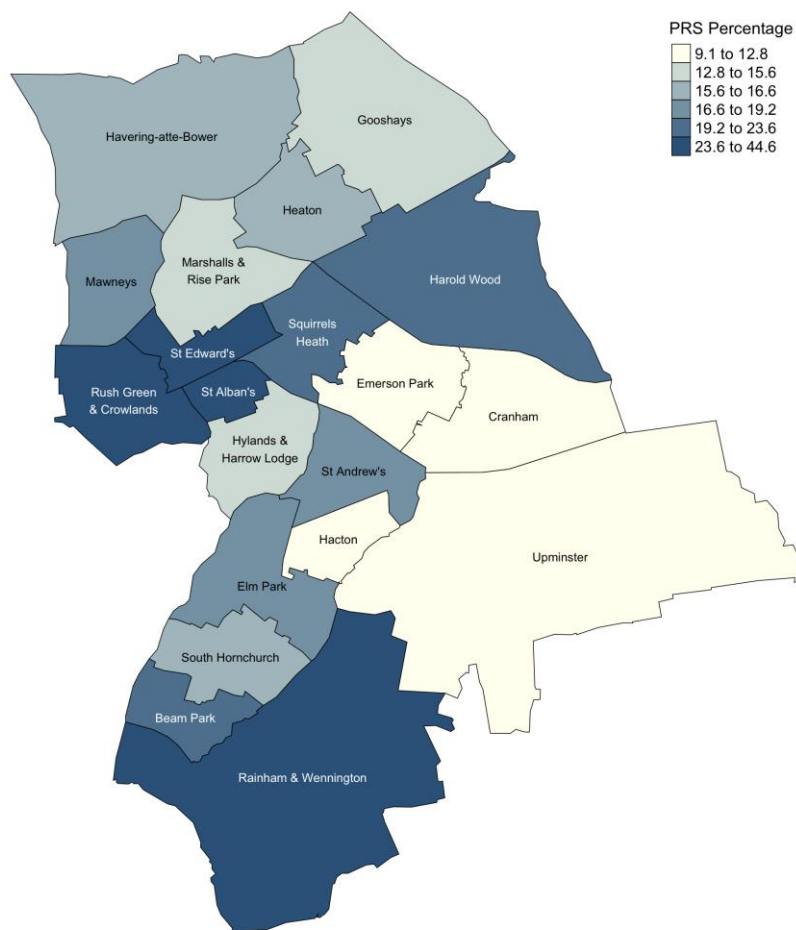 PRS Percentage
9.1 to 12.8
12.8 to 15.6
15.6 to 16.6
16.6 to 19.2
19.2 to 23.6
23.6 to 44.6
Gooshays
Havering-atte-Bower
Heaton
Marshalls &
Rise Park
Mawneys
Harold Wood
Squirrels
Heath
St Edward's
Emerson Park
Rush Green
& Crowlands
St Alban's
Cranham
Hylands &
Harrow Lodge
St Andrew's
Hacton
Upminster
Elm Park
South Hornchurch
Beam Park
Rainham & Wennington